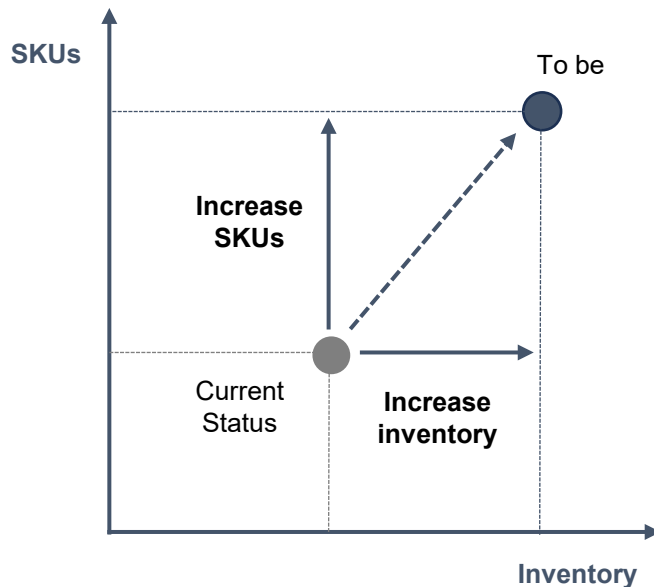 SKUs
To be
Increase
SKUs
Current
Status
Increase
inventory
Inventory